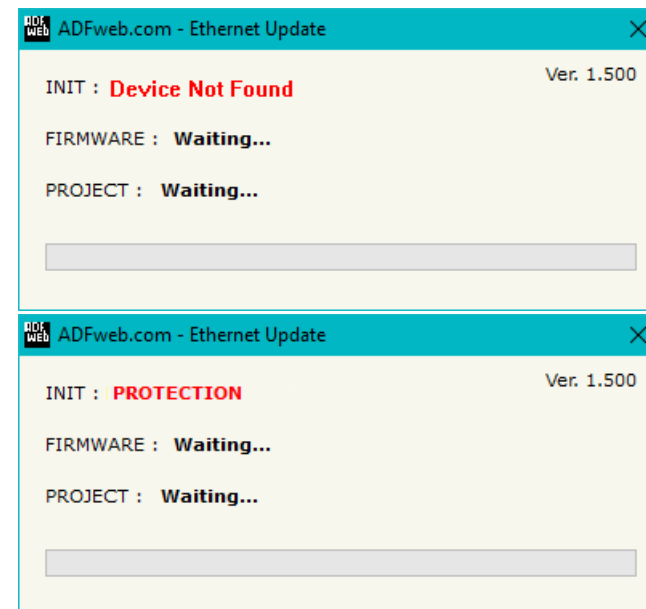 ADF WEB ADFweb.com - Ethernet Update
Ver. 1.500
INIT : Device Not Found
FIRMWARE : Waiting...
PROJECT : Waiting...
ADF WEB ADFweb.com - Ethernet Update
Ver. 1.500
INIT : PROTECTION
FIRMWARE : Waiting...
PROJECT : Waiting...